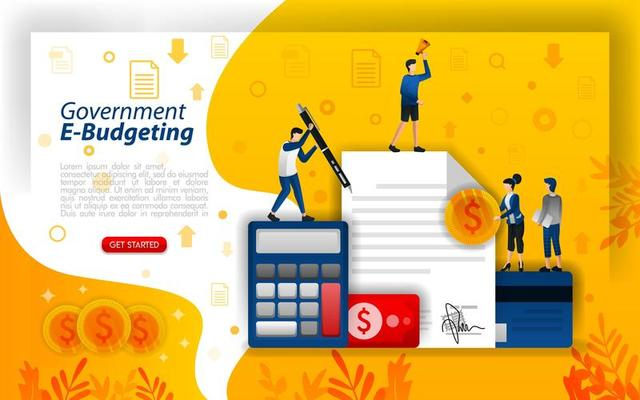 Government
E-Budgeting
lorem ipsum dolor sit amet,
consectetur adipiscing elit, sed do
eiusmod tempor incididunt ut labore
et dolore magna aliqua. Ut enim ad
minim veniam, quis nostrud
exercitation ullamco laboris nisi ut
aliquip ex ea commodo consequat.
Duis aute irure dolor in
reprehenderit in
GET STARTED
$
$
$
$
$